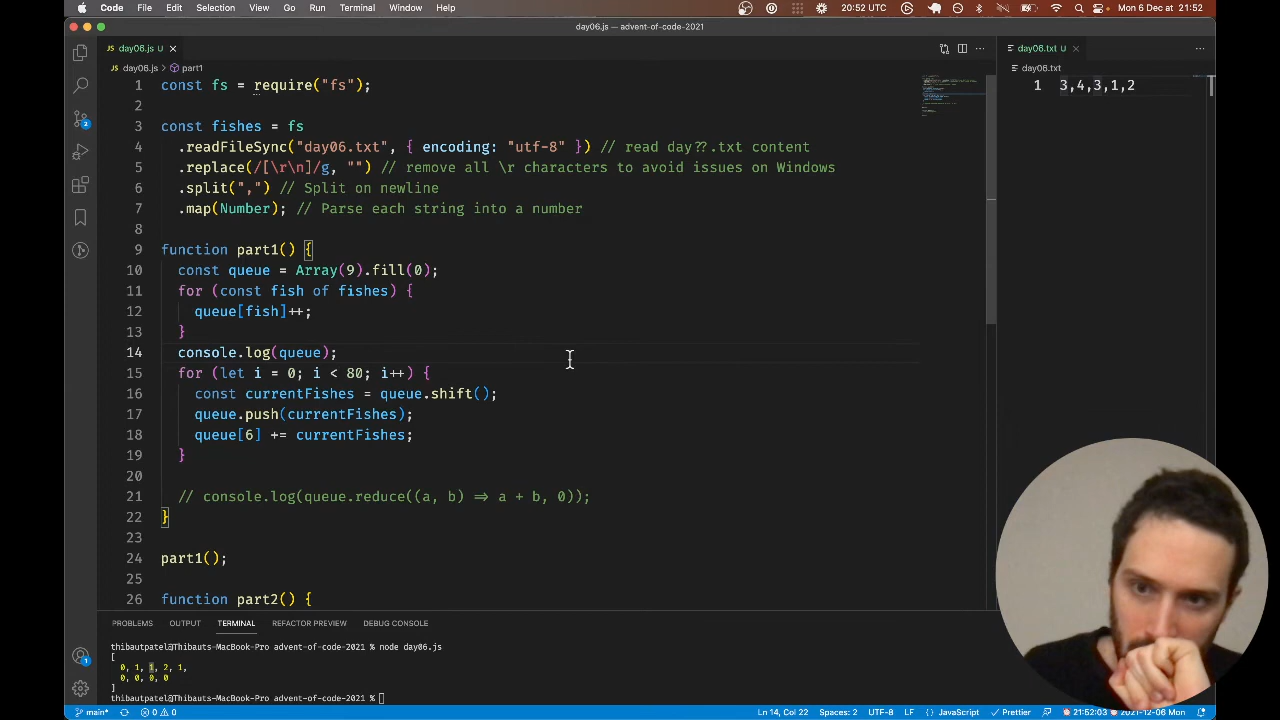 Code File Edit Selection View Go Run Terminal Window Help 20:52 UTC Mon 6 Dec at 21:52
day06.js — advent-of-code-2021
JS day06.js U
day06.txt U
JS day06.js > part1
day06.txt
1 const fs = require("fs");
2
3 const fishes = fs
4 .readFileSync("day06.txt", { encoding: "utf-8" }) // read day??.txt content
5 .replace(/[\r\n]/g, "") // remove all \r characters to avoid issues on Windows
6 .split(",") // Split on newline
7 .map(Number); // Parse each string into a number
8
9 function part1() {
10 const queue = Array(9).fill(0);
11 for (const fish of fishes) {
12 queue[fish]++;
13 }
14 console.log(queue);
15 for (let i = 0; i < 80; i++) {
16 const currentFishes = queue.shift();
17 queue.push(currentFishes);
18 queue[6] += currentFishes;
19 }
20
21 // console.log(queue.reduce((a, b) => a + b, 0));
22 }
23
24 part1();
25
26 function part2() {
1 3,4,3,1,2
PROBLEMS OUTPUT TERMINAL REFACTOR PREVIEW DEBUG CONSOLE
thibautpatel@Thibauts-MacBook-Pro advent-of-code-2021 % node day06.js
[
0, 1, 1, 2, 1,
0, 0, 0, 0
]
thibautpatel@Thibauts-MacBook-Pro advent-of-code-2021 %
2
1
main* 0 0 Ln 14, Col 22 Spaces: 2 UTF-8 LF {} JavaScript Prettier 21:52:03 2021-12-06 Mon